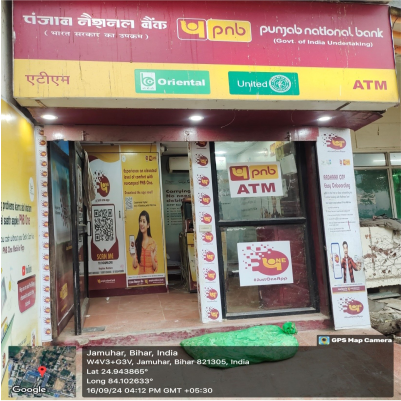 पंजाब नैशनल बैंक
(भारत सरकार का उपक्रम)
pnb
punjab national bank
(Govt. of India Undertaking)
एटीएम
Oriental
United
ATM
pnb
ATM
SCAN ME
PNB One
GPS Map Camera
Jamuhar, Bihar, India
W4V3+G3V, Jamuhar, Bihar 821305, India
Lat 24.943865°
Long 84.102633°
16/09/24 04:12 PM GMT +05:30
Google